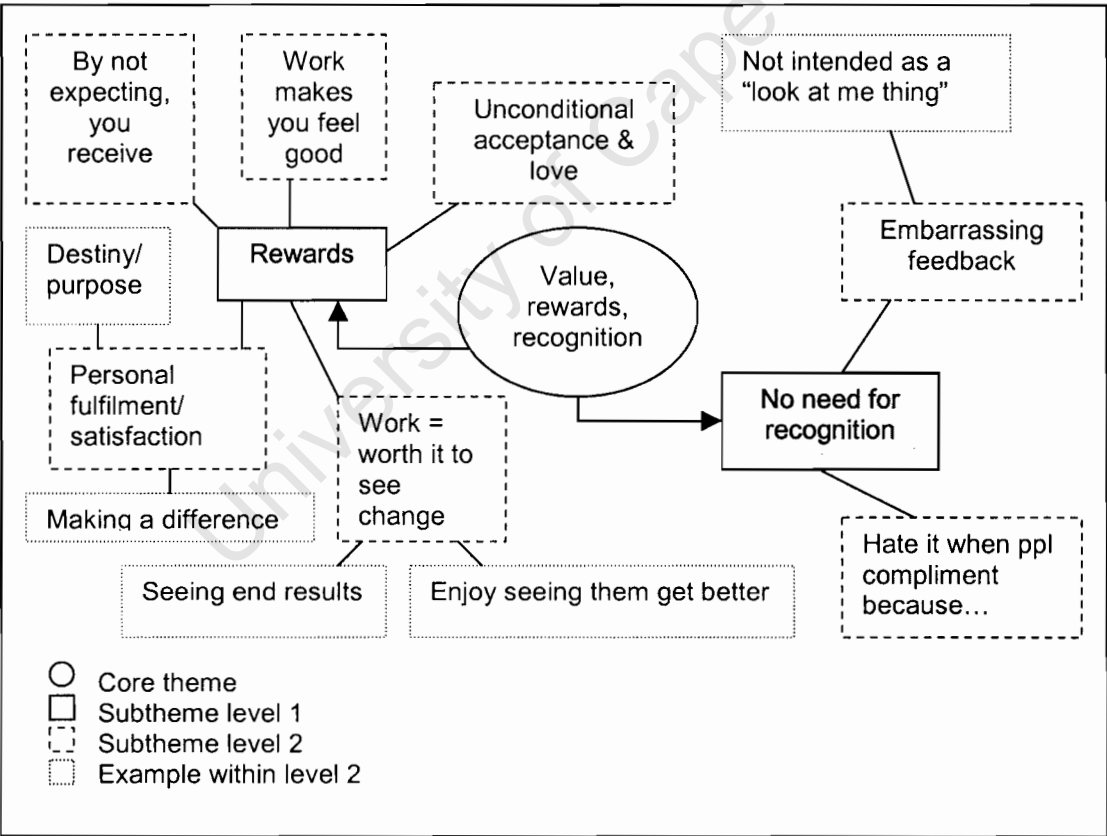 By not
expecting,
you
receive
Work
makes
you feel
good
Unconditional
acceptance &
love
Not intended as a
“look at me thing”
Embarrassing
feedback
Destiny/
purpose
Rewards
Value,
rewards,
recognition
Personal
fulfilment/
satisfaction
Work =
worth it to
see
change
No need for
recognition
Making a difference
Hate it when ppl
compliment
because…
Seeing end results
Enjoy seeing them get better
Core theme
Subtheme level 1
Subtheme level 2
Example within level 2
University of Cape